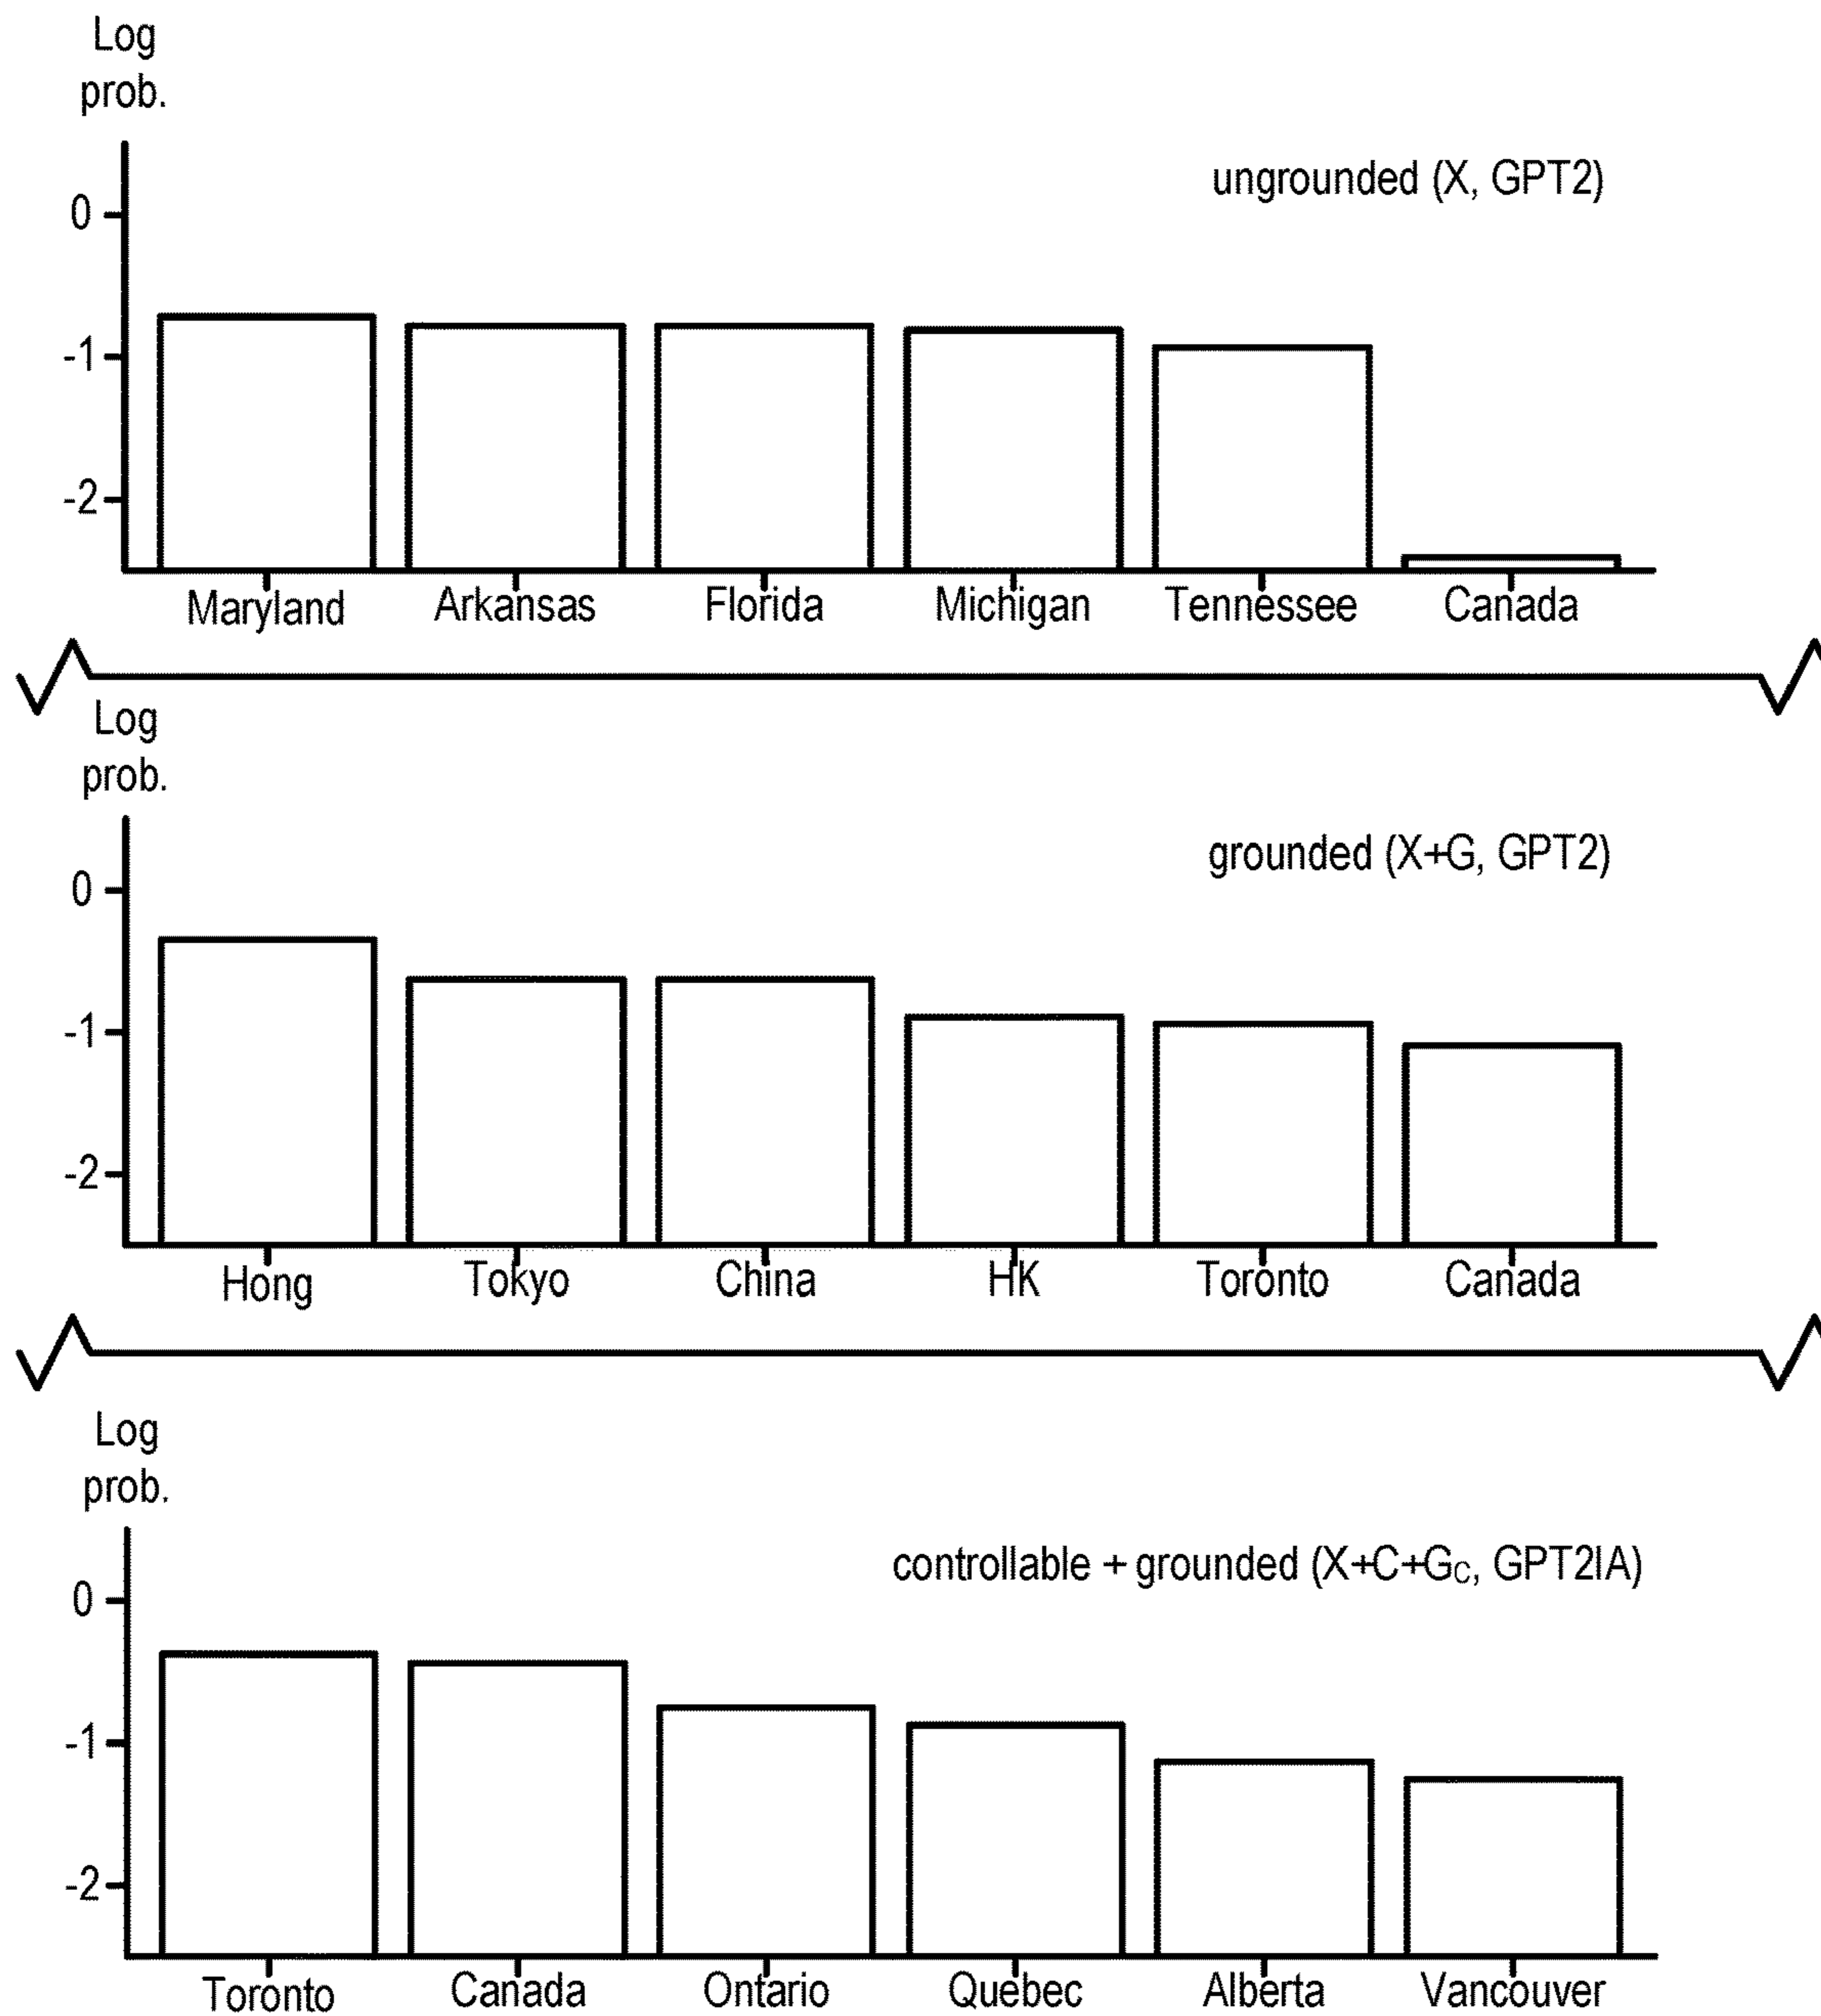 Log
prob.
ungrounded (X, GPT2)
0
-1
-2
Maryland Arkansas Florida Michigan Tennessee Canada
Log
prob.
grounded (X+G, GPT2)
0
-1
-2
Hong Tokyo China HK Toronto Canada
Log
prob.
controllable + grounded (X+C+GC, GPT2IA)
0
-1
-2
Toronto Canada Ontario Quebec Alberta Vancouver